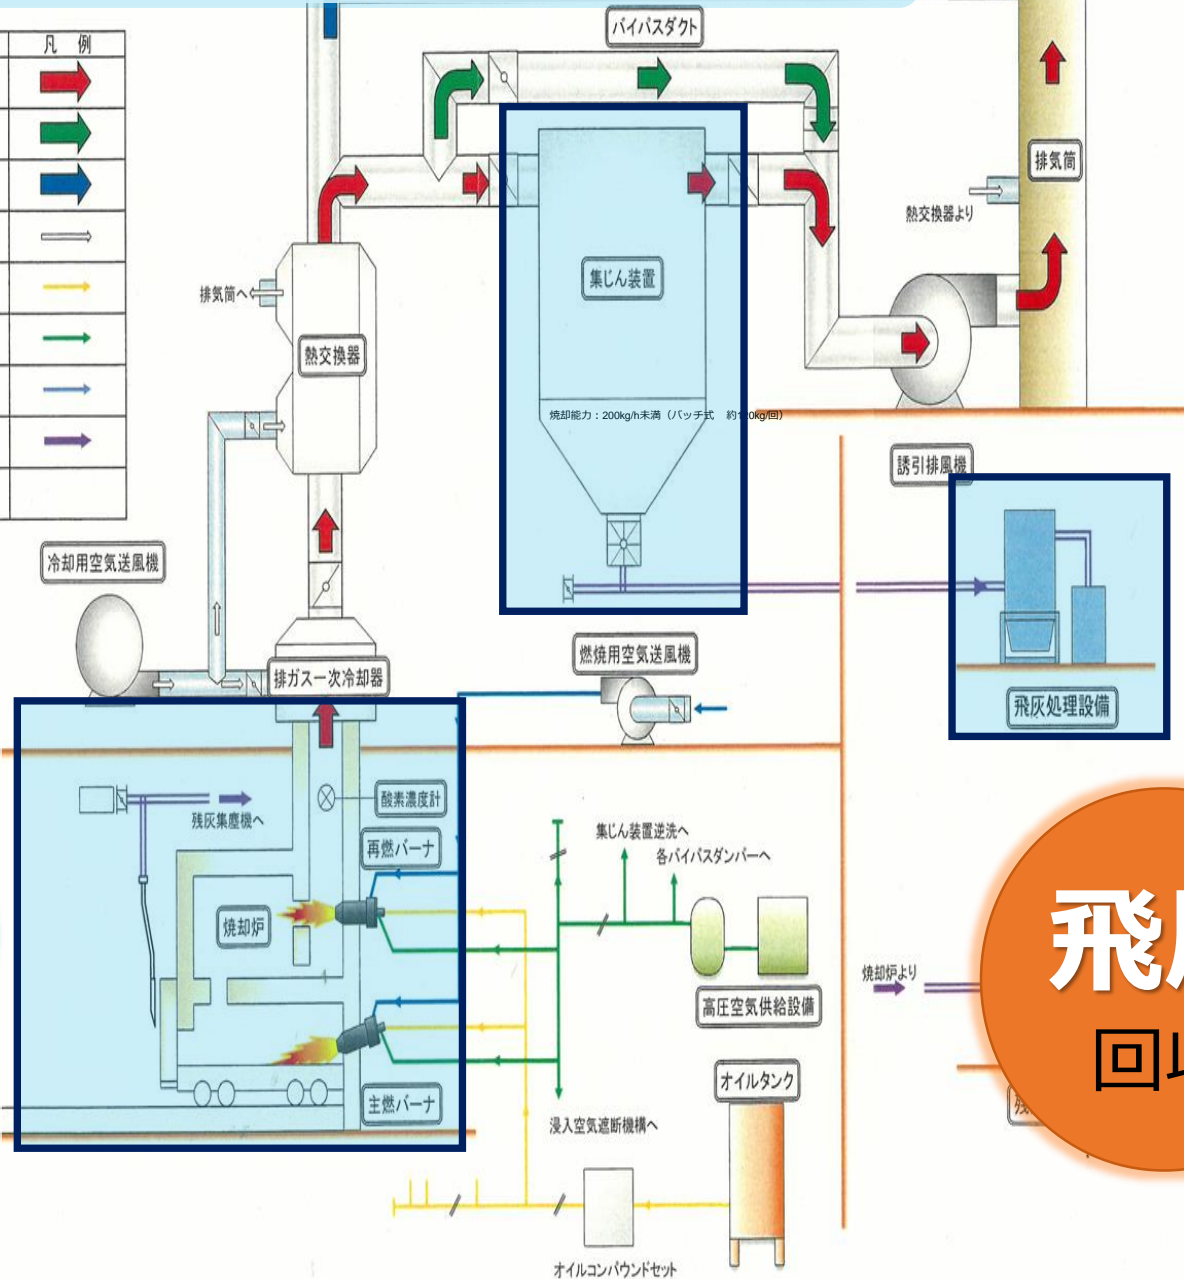 凡 例
バイパスダクト
排気筒
熱交換器より
集じん装置
排気筒へ
熱交換器
焼却能力：200kg/h未満（バッチ式 約120kg/回）
誘引排風機
冷却用空気送風機
燃焼用空気送風機
排ガス一次冷却器
飛灰処理設備
酸素濃度計
残灰集塵機へ
再燃バーナ
集じん装置逆洗へ
各バイパスダンパーへ
焼却炉
焼却炉より
高圧空気供給設備
飛
回
オイルタンク
主燃バーナ
浸入空気遮断機構へ
オイルコンパウンドセット